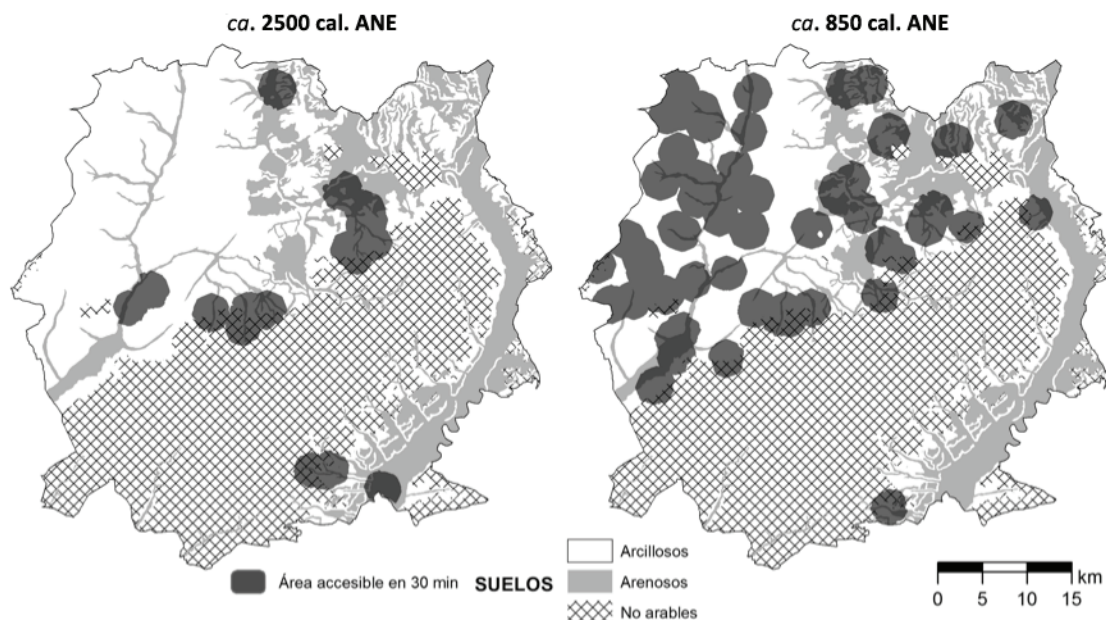 ca. 2500 cal. ANE
ca. 850 cal. ANE
Área accesible en 30 min
SUELOS
Arcillosos
Arenosos
No arables
0 5 10 15 km